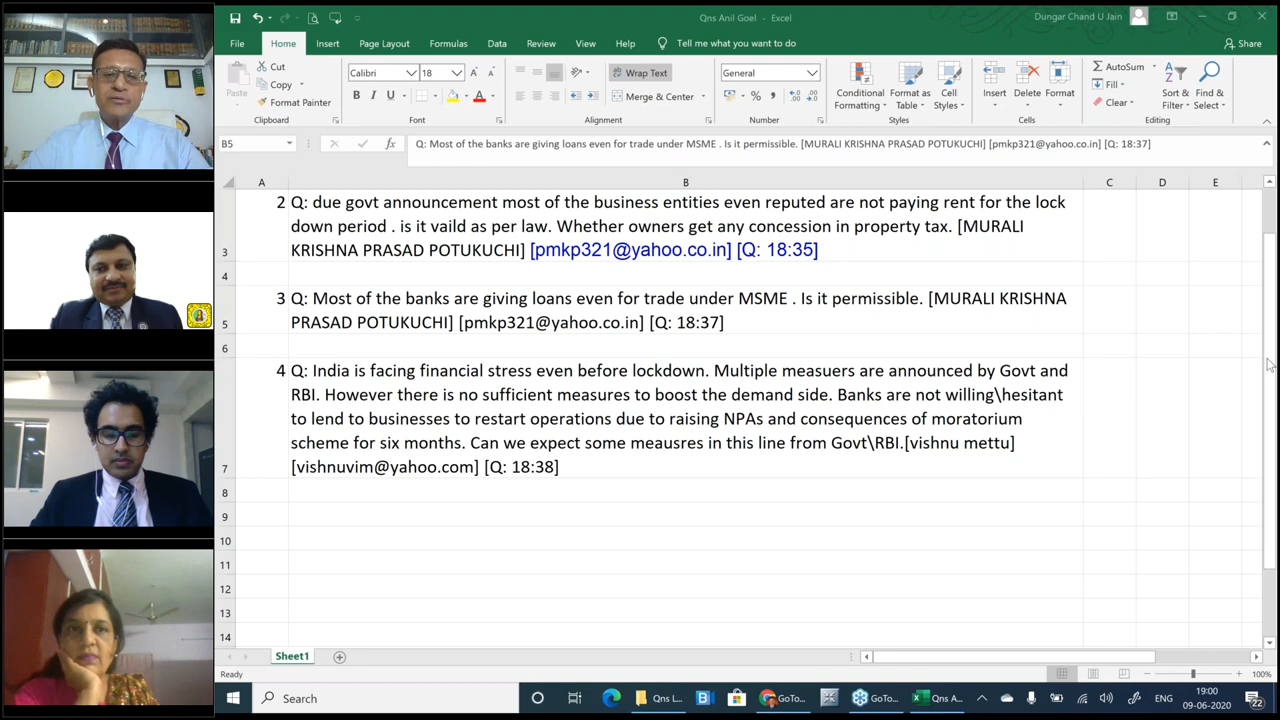 Qns Anil Goel - Excel
Dungar Chand U Jain
File Home Insert Page Layout Formulas Data Review View Help Tell me what you want to do Share
Paste
Cut
Copy
Format Painter
Clipboard
Calibri 18
B I U
Font
Wrap Text
Merge & Center
Alignment
General
Number
Conditional Formatting
Format as Table
Cell Styles
Styles
Insert Delete Format
Cells
AutoSum
Fill
Clear
Sort & Filter
Find & Select
Editing
B5 fx Q: Most of the banks are giving loans even for trade under MSME . Is it permissible. [MURALI KRISHNA PRASAD POTUKUCHI] [pmkp321@yahoo.co.in] [Q: 18:37]
A B C D E
2 Q: due govt announcement most of the business entities even reputed are not paying rent for the lock
down period . is it vaild as per law. Whether owners get any concession in property tax. [MURALI
3 KRISHNA PRASAD POTUKUCHI] [pmkp321@yahoo.co.in] [Q: 18:35]
4
3 Q: Most of the banks are giving loans even for trade under MSME . Is it permissible. [MURALI KRISHNA
5 PRASAD POTUKUCHI] [pmkp321@yahoo.co.in] [Q: 18:37]
6
4 Q: India is facing financial stress even before lockdown. Multiple measuers are announced by Govt and
RBI. However there is no sufficient measures to boost the demand side. Banks are not willing\hesitant
to lend to businesses to restart operations due to raising NPAs and consequences of moratorium
scheme for six months. Can we expect some meausres in this line from Govt\RBI.[vishnu mettu]
7 [vishnuvim@yahoo.com] [Q: 18:38]
8
9
10
11
12
13
14
Sheet1
Ready 100%
Search
Qns L... GoTo... GoTo... Qns A... ENG 19:00
09-06-2020 22